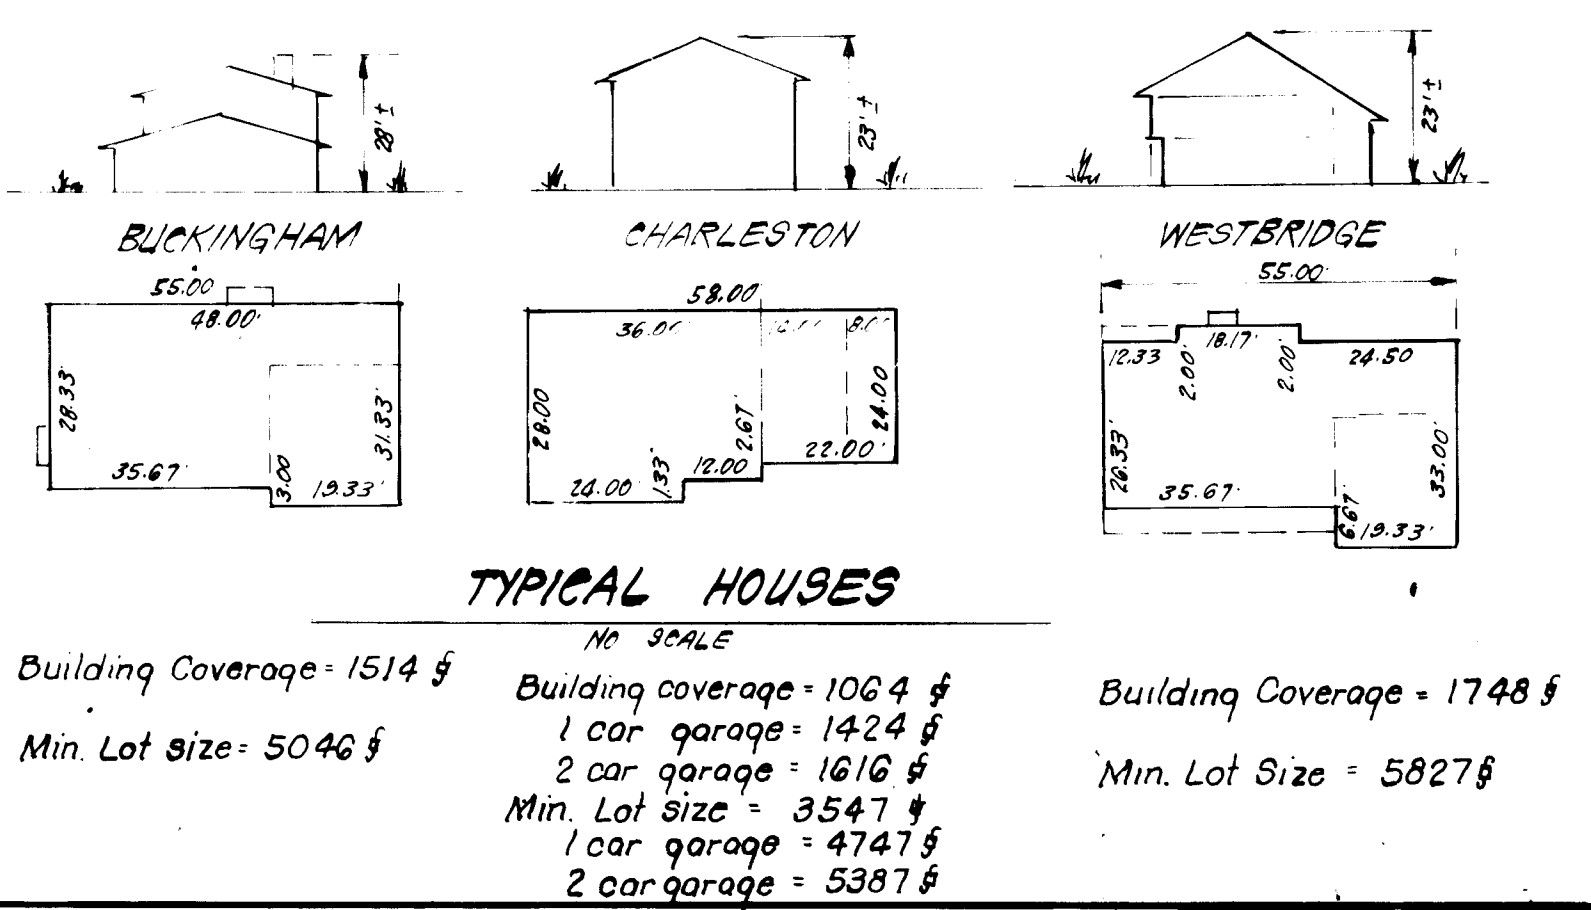 28'±
23'±
23'±
BUCKINGHAM
CHARLESTON
WESTBRIDGE
55.00
48.00'
28.33'
31.33'
35.67'
3.00
19.33'
58.00'
36.00'
8.00
28.00
24.00
2.67'
22.00'
12.00
1.33'
24.00
55.00'
12.33
18.17'
24.50
2.00'
2.00'
26.33'
33.00'
35.67'
6.67'
19.33'
TYPICAL HOUSES
NO SCALE
Building Coverage = 1514 ∮
Min. Lot size = 5046 ∮
Building coverage = 1064 ∮
1 car garage = 1424 ∮
2 car garage = 1616 ∮
Min. Lot size = 3547 ∮
1 car garage = 4747 ∮
2 car garage = 5387 ∮
Building Coverage = 1748 ∮
Min. Lot Size = 5827 ∮